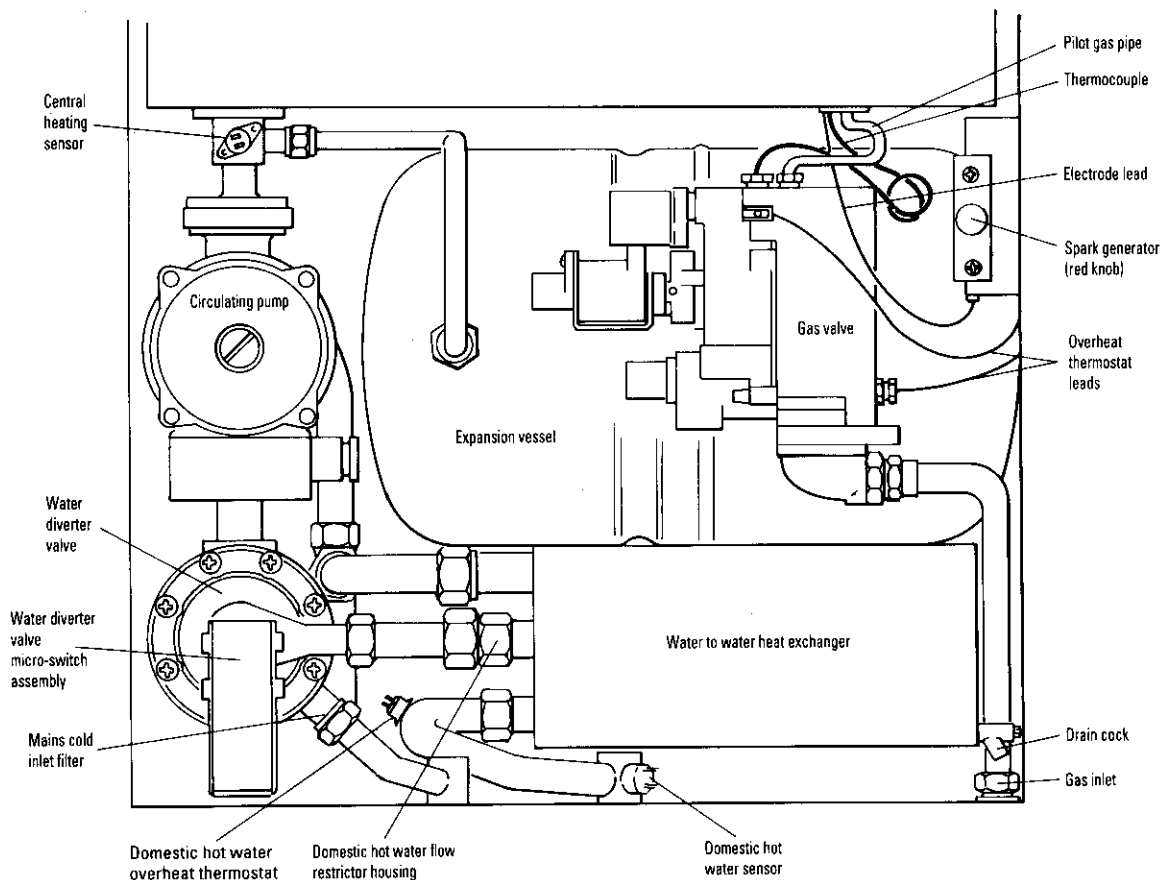 Pilot gas pipe
Thermocouple
Central
heating
sensor
Electrode lead
Spark generator
(red knob)
Circulating pump
Gas valve
Overheat
thermostat
leads
Expansion vessel
Water
diverter
valve
Water diverter
valve
micro-switch
assembly
Water to water heat exchanger
Mains cold
inlet filter
Drain cock
Gas inlet
Domestic hot water
overheat thermostat
Domestic hot water flow
restrictor housing
Domestic hot
water sensor